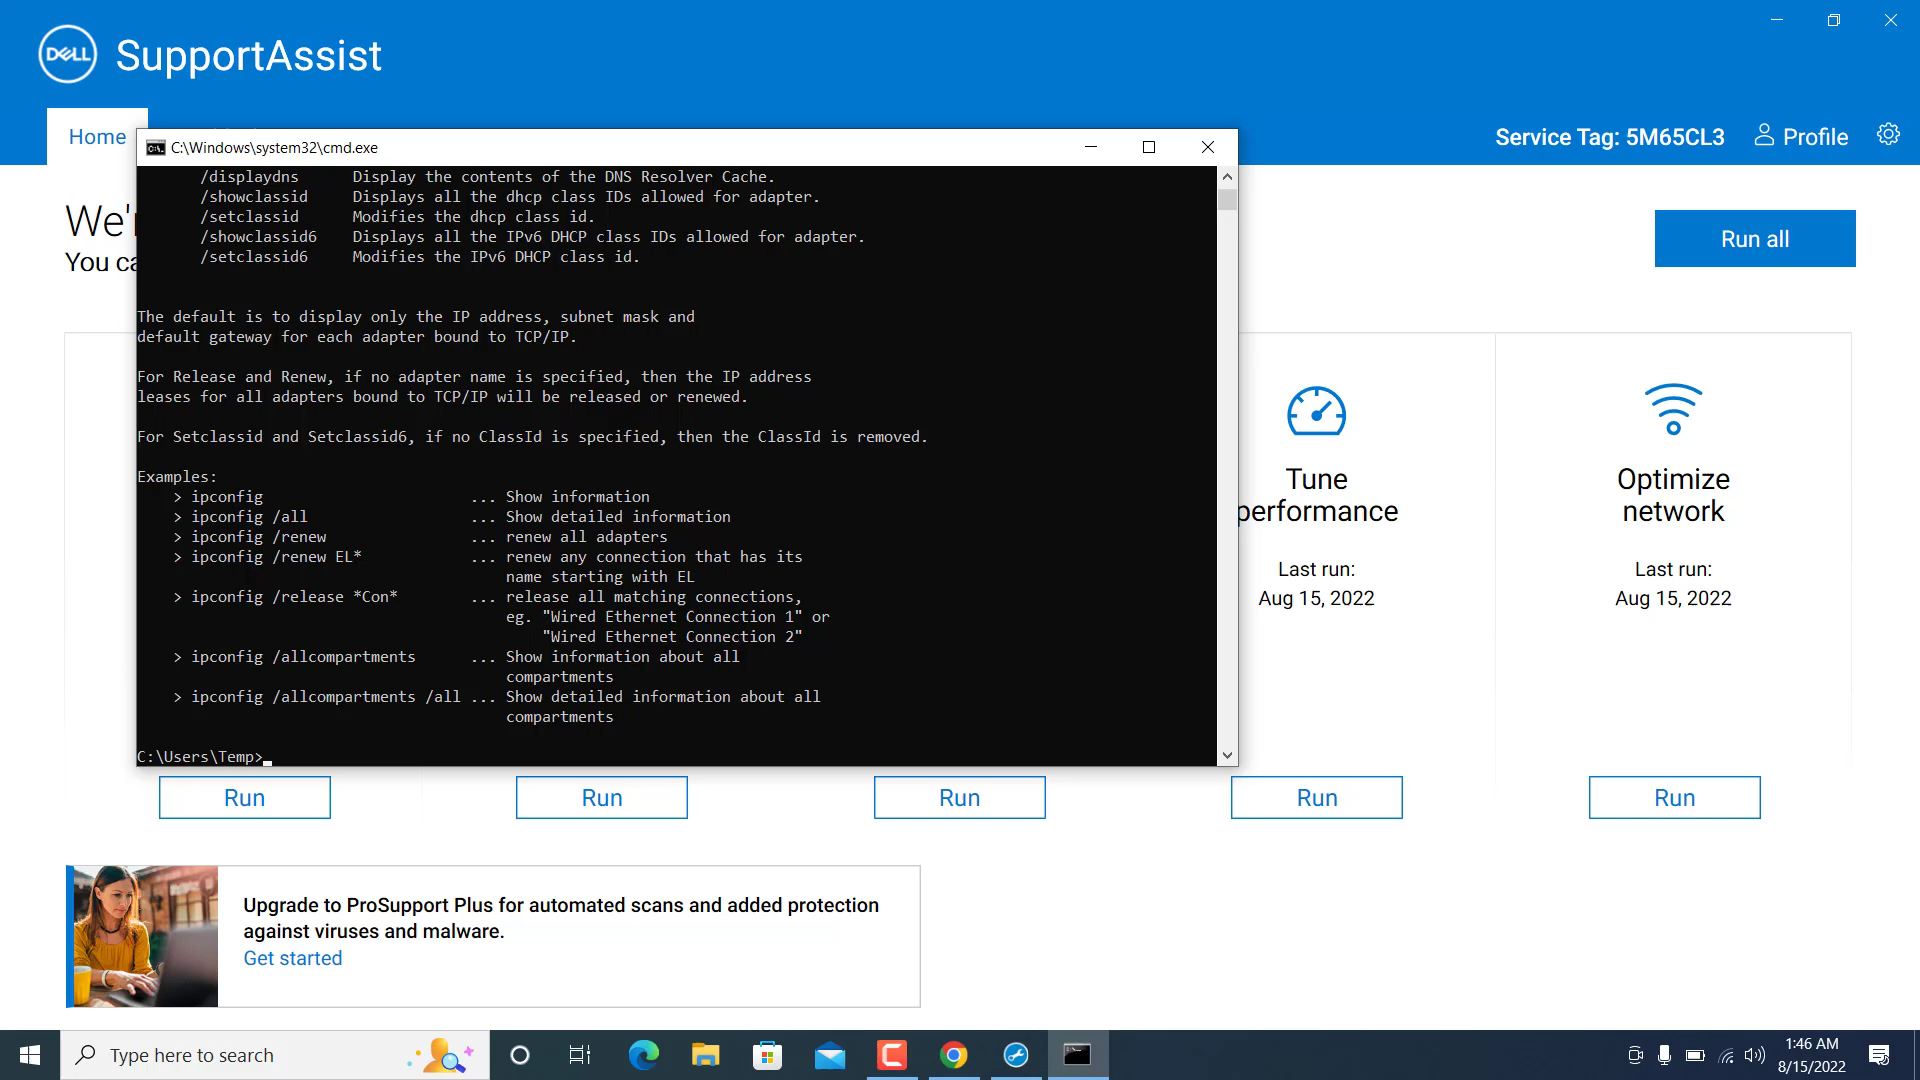 DELL
SupportAssist
Home
Service Tag: 5M65CL3
Profile
C:\Windows\system32\cmd.exe
/displaydns Display the contents of the DNS Resolver Cache.
/showclassid Displays all the dhcp class IDs allowed for adapter.
/setclassid Modifies the dhcp class id.
/showclassid6 Displays all the IPv6 DHCP class IDs allowed for adapter.
/setclassid6 Modifies the IPv6 DHCP class id.
The default is to display only the IP address, subnet mask and
default gateway for each adapter bound to TCP/IP.
For Release and Renew, if no adapter name is specified, then the IP address
leases for all adapters bound to TCP/IP will be released or renewed.
For Setclassid and Setclassid6, if no ClassId is specified, then the ClassId is removed.
Examples:
> ipconfig ... Show information
> ipconfig /all ... Show detailed information
> ipconfig /renew ... renew all adapters
> ipconfig /renew EL* ... renew any connection that has its
name starting with EL
> ipconfig /release *Con* ... release all matching connections,
eg. "Wired Ethernet Connection 1" or
"Wired Ethernet Connection 2"
> ipconfig /allcompartments ... Show information about all
compartments
> ipconfig /allcompartments /all ... Show detailed information about all
compartments
C:\Users\Temp>
We'r
You ca
Run all
Tune
performance
Last run:
Aug 15, 2022
Optimize
network
Last run:
Aug 15, 2022
Run
Run
Run
Run
Run
Upgrade to ProSupport Plus for automated scans and added protection
against viruses and malware.
Get started
Type here to search
1:46 AM
8/15/2022